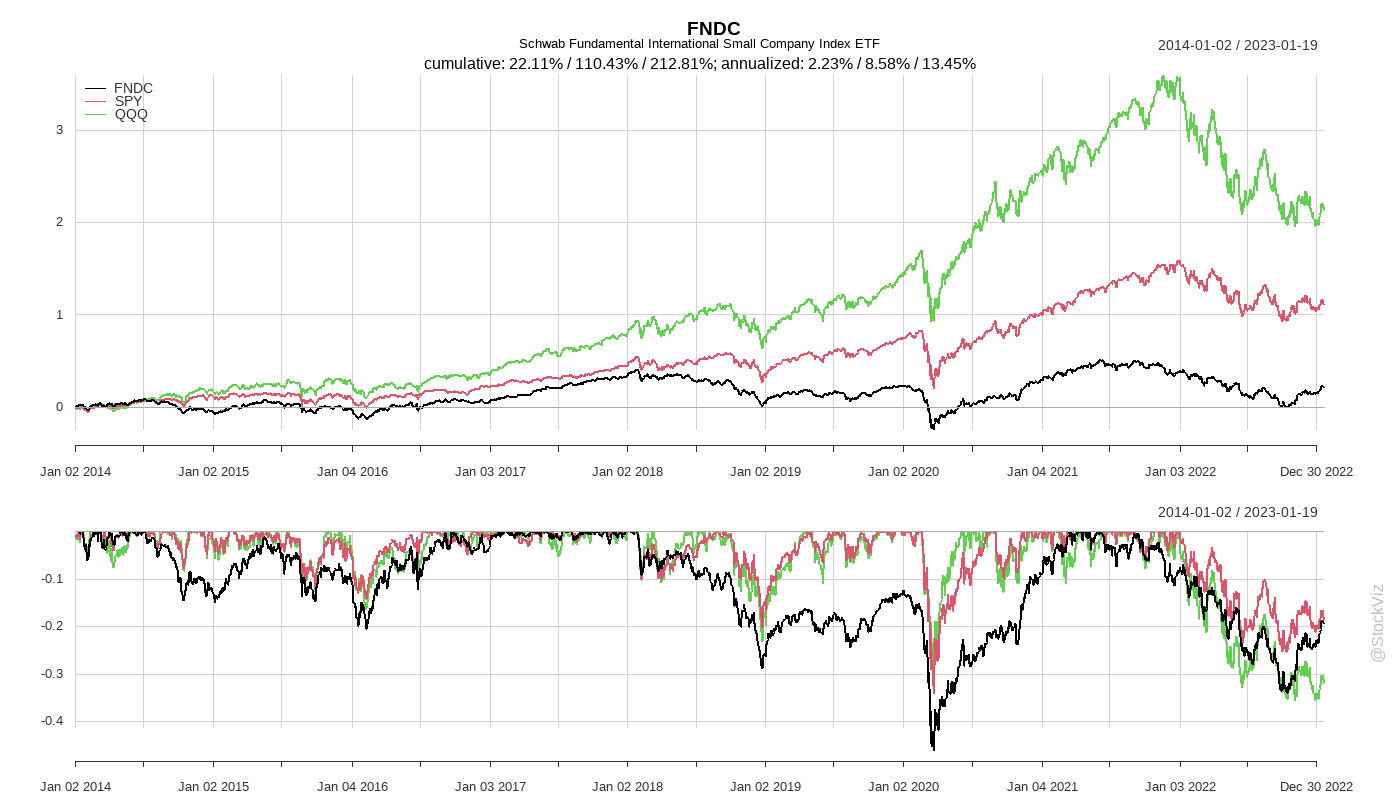 FNDC
Schwab Fundamental International Small Company Index ETF
2014-01-02 / 2023-01-19
cumulative: 22.11% / 110.43% / 212.81%; annualized: 2.23% / 8.58% / 13.45%
FNDC
SPY
QQQ
3
2
1
0
Jan 02 2014 Jan 02 2015 Jan 04 2016 Jan 03 2017 Jan 02 2018 Jan 02 2019 Jan 02 2020 Jan 04 2021 Jan 03 2022 Dec 30 2022
2014-01-02 / 2023-01-19
-0.1
-0.2
-0.3
-0.4
Jan 02 2014 Jan 02 2015 Jan 04 2016 Jan 03 2017 Jan 02 2018 Jan 02 2019 Jan 02 2020 Jan 04 2021 Jan 03 2022 Dec 30 2022
@StockViz